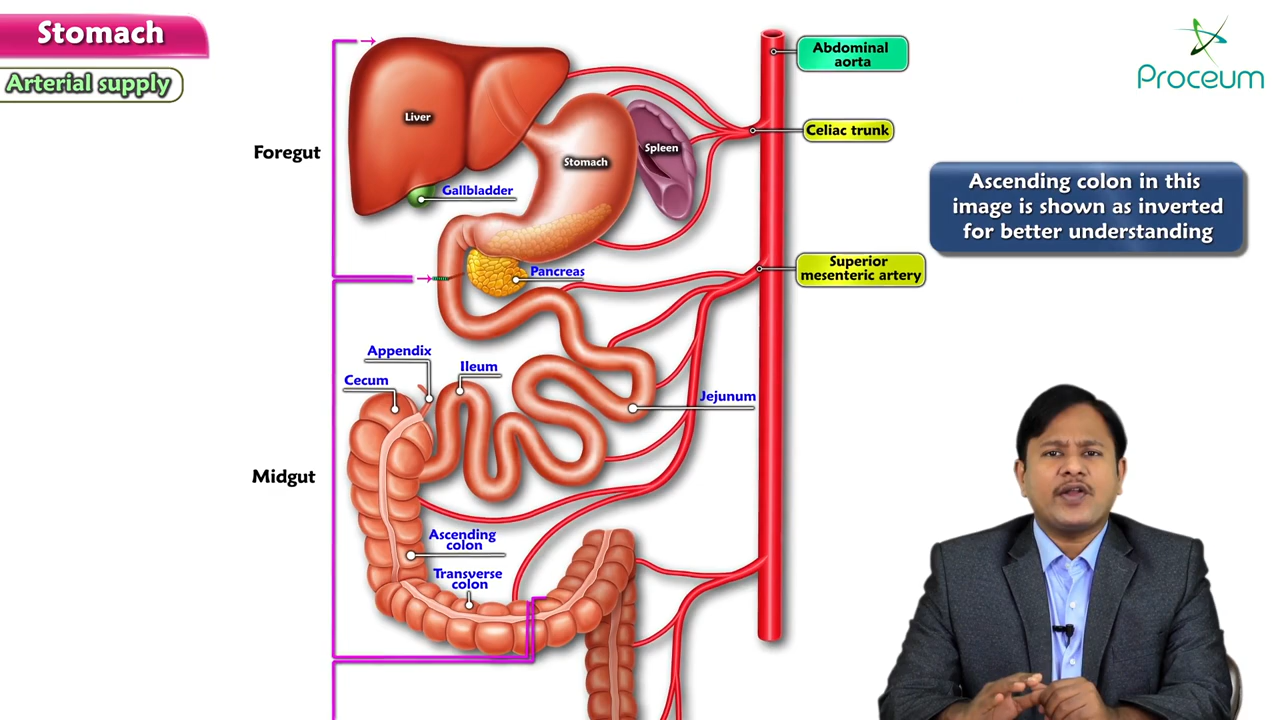 Stomach
Arterial supply
Proceum
Abdominal
aorta
Liver
Celiac trunk
Foregut
Spleen
Stomach
Ascending colon in this
image is shown as inverted
for better understanding
Gallbladder
Superior
mesenteric artery
Pancreas
Appendix
Ileum
Cecum
Jejunum
Midgut
Ascending
colon
Transverse
colon